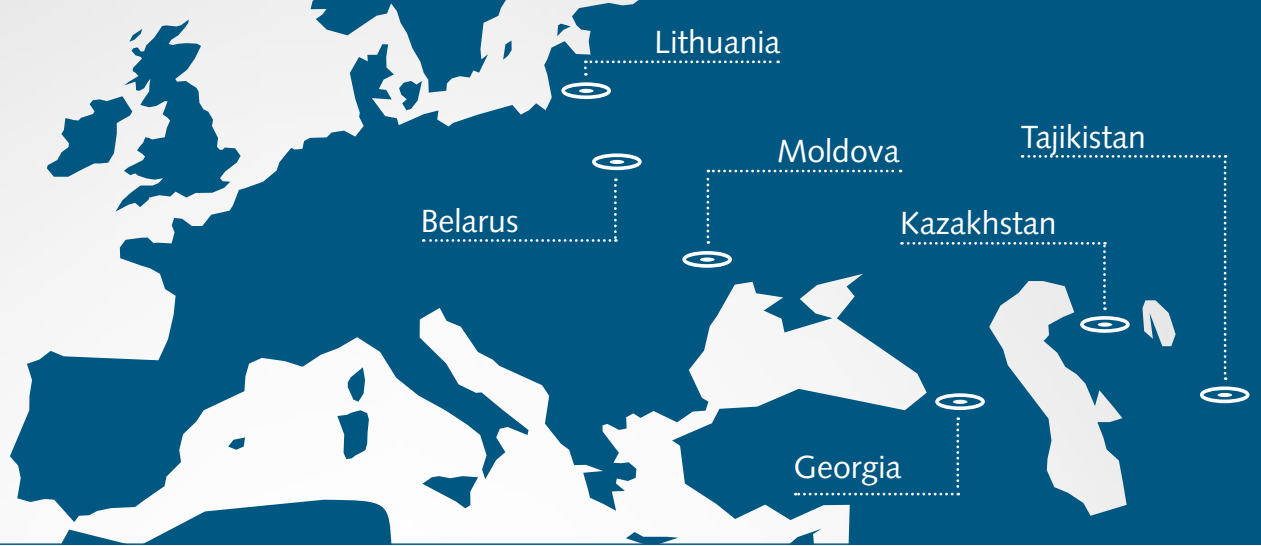 Lithuania
Tajikistan
Moldova
Belarus
Kazakhstan
Georgia